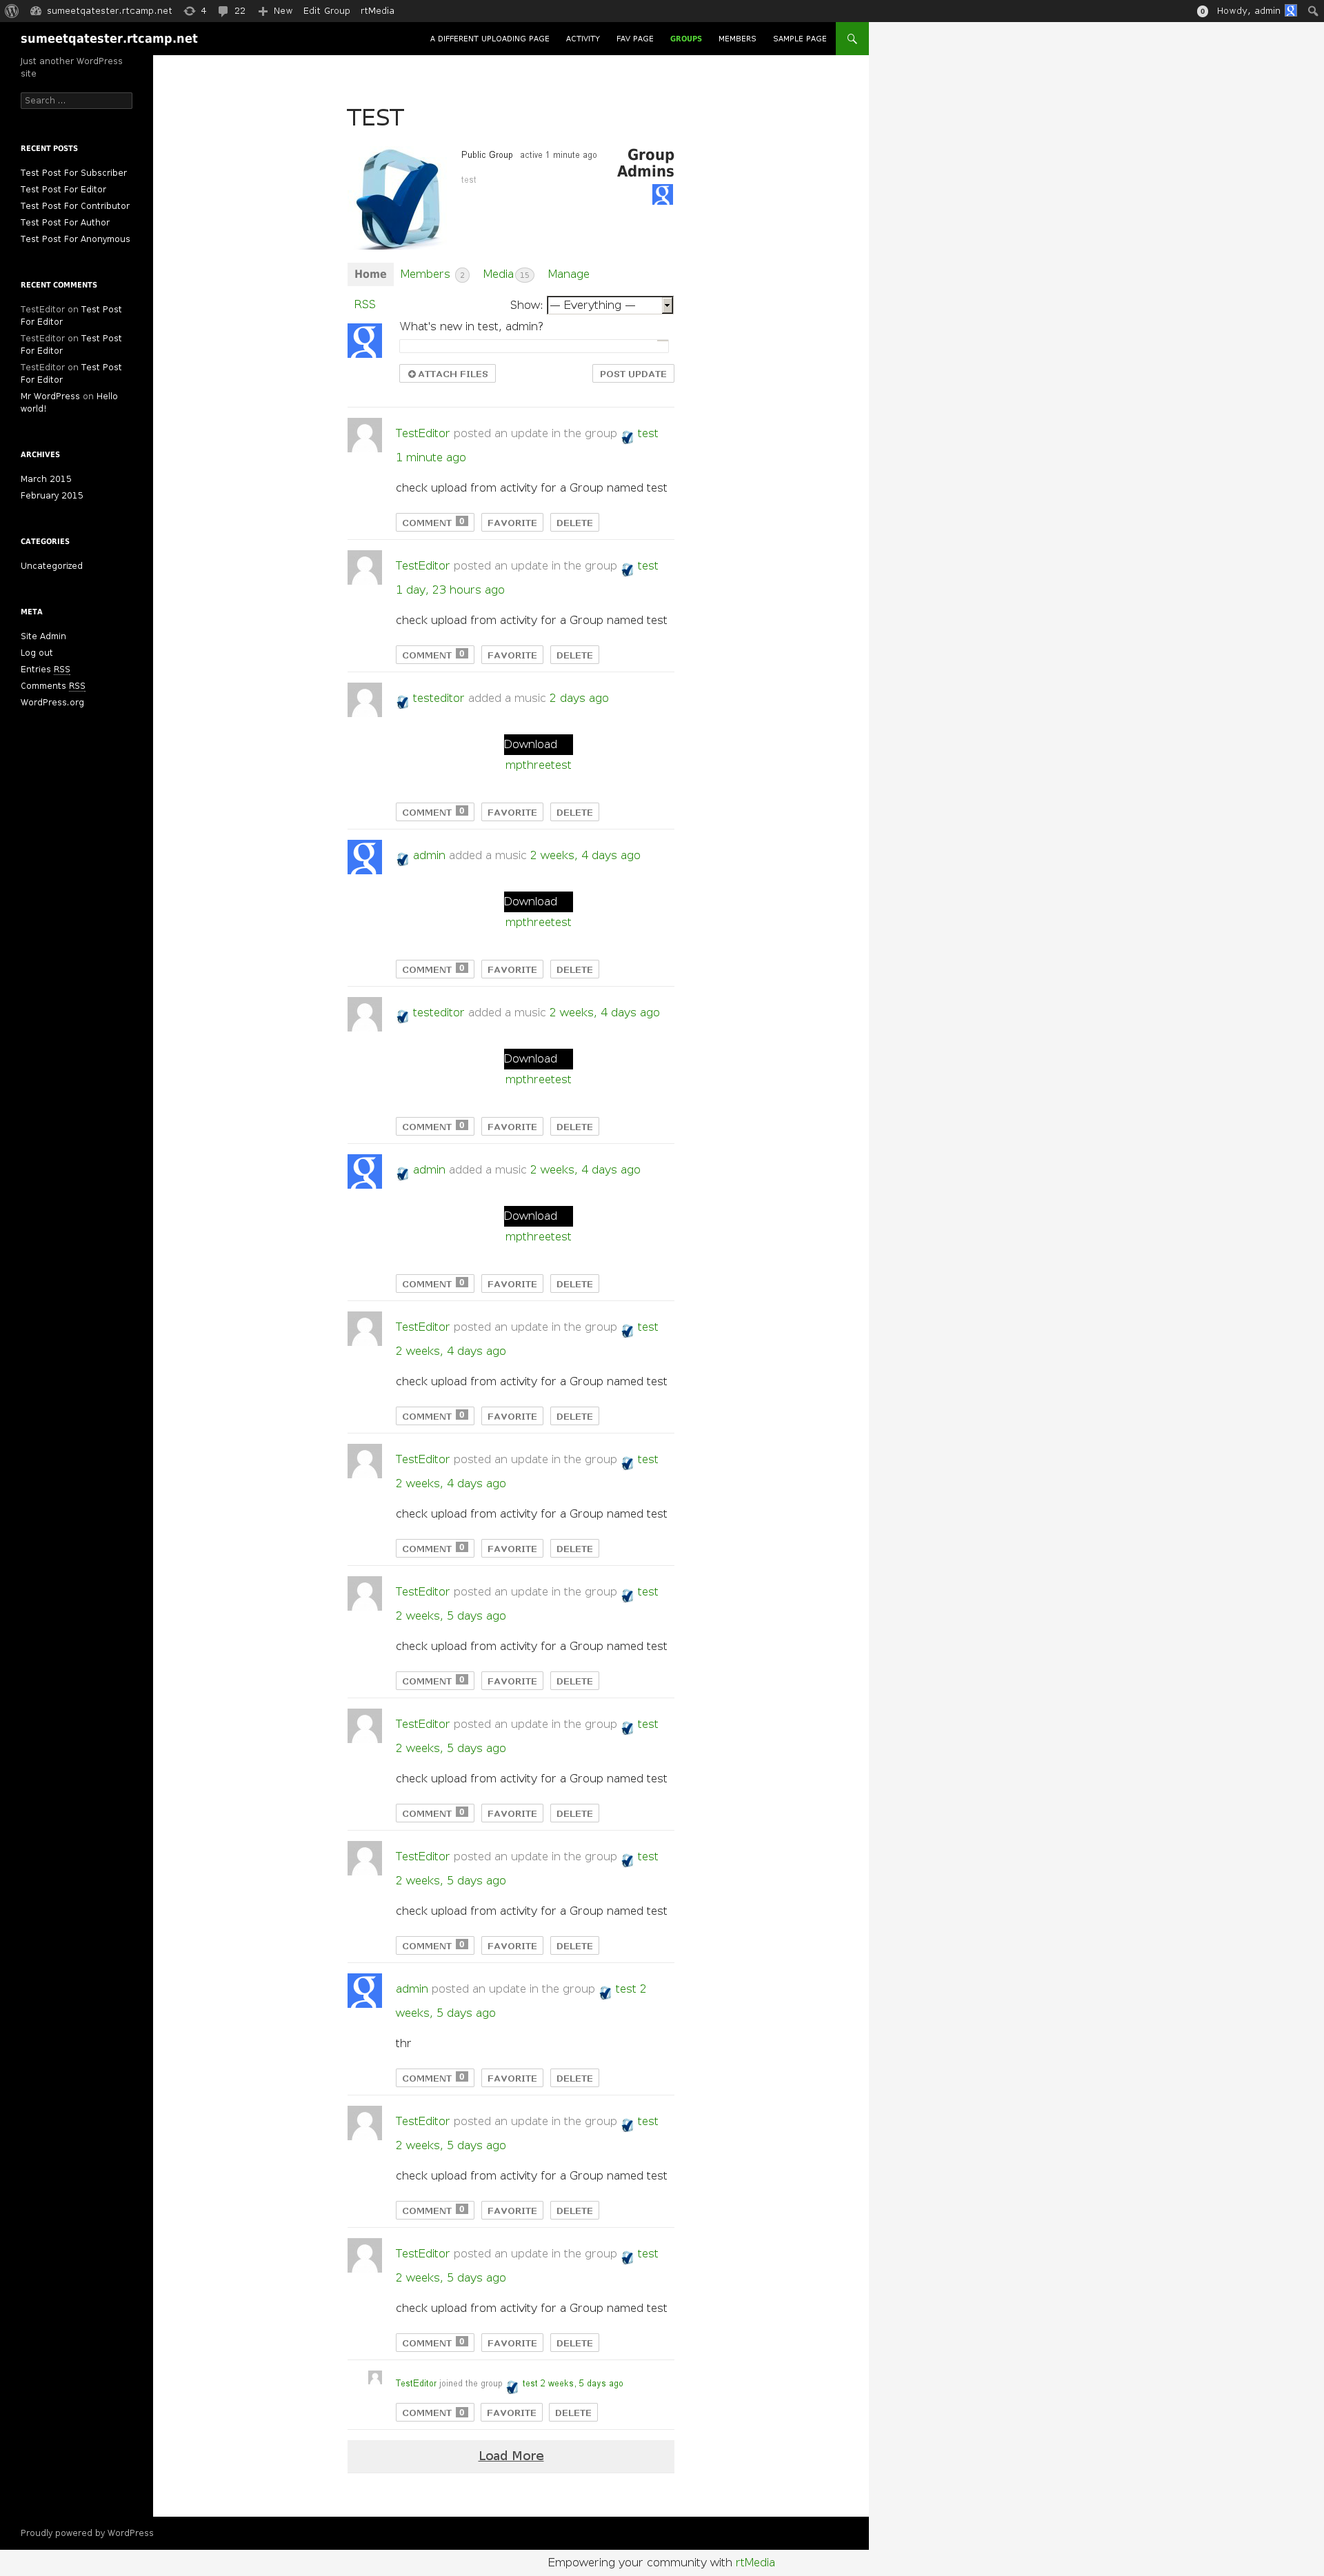 sumeetqatester.rtcamp.net 4 22 New Edit Group rtMedia 0 Howdy, admin
sumeetqatester.rtcamp.net
A DIFFERENT UPLOADING PAGE ACTIVITY FAV PAGE GROUPS MEMBERS SAMPLE PAGE
Just another WordPress
site
Search ...
RECENT POSTS
Test Post For Subscriber
Test Post For Editor
Test Post For Contributor
Test Post For Author
Test Post For Anonymous
RECENT COMMENTS
TestEditor on Test Post
For Editor
TestEditor on Test Post
For Editor
TestEditor on Test Post
For Editor
Mr WordPress on Hello
world!
ARCHIVES
March 2015
February 2015
CATEGORIES
Uncategorized
META
Site Admin
Log out
Entries RSS
Comments RSS
WordPress.org
TEST
Public Group active 1 minute ago
test
Group
Admins
Home Members 2 Media 15 Manage
RSS Show: — Everything —
What's new in test, admin?
ATTACH FILES POST UPDATE
TestEditor posted an update in the group test
1 minute ago
check upload from activity for a Group named test
COMMENT 0 FAVORITE DELETE
TestEditor posted an update in the group test
1 day, 23 hours ago
check upload from activity for a Group named test
COMMENT 0 FAVORITE DELETE
testeditor added a music 2 days ago
Download
mpthreetest
COMMENT 0 FAVORITE DELETE
admin added a music 2 weeks, 4 days ago
Download
mpthreetest
COMMENT 0 FAVORITE DELETE
testeditor added a music 2 weeks, 4 days ago
Download
mpthreetest
COMMENT 0 FAVORITE DELETE
admin added a music 2 weeks, 4 days ago
Download
mpthreetest
COMMENT 0 FAVORITE DELETE
TestEditor posted an update in the group test
2 weeks, 4 days ago
check upload from activity for a Group named test
COMMENT 0 FAVORITE DELETE
TestEditor posted an update in the group test
2 weeks, 4 days ago
check upload from activity for a Group named test
COMMENT 0 FAVORITE DELETE
TestEditor posted an update in the group test
2 weeks, 5 days ago
check upload from activity for a Group named test
COMMENT 0 FAVORITE DELETE
TestEditor posted an update in the group test
2 weeks, 5 days ago
check upload from activity for a Group named test
COMMENT 0 FAVORITE DELETE
TestEditor posted an update in the group test
2 weeks, 5 days ago
check upload from activity for a Group named test
COMMENT 0 FAVORITE DELETE
admin posted an update in the group test 2
weeks, 5 days ago
thr
COMMENT 0 FAVORITE DELETE
TestEditor posted an update in the group test
2 weeks, 5 days ago
check upload from activity for a Group named test
COMMENT 0 FAVORITE DELETE
TestEditor posted an update in the group test
2 weeks, 5 days ago
check upload from activity for a Group named test
COMMENT 0 FAVORITE DELETE
TestEditor joined the group test 2 weeks, 5 days ago
COMMENT 0 FAVORITE DELETE
Load More
Proudly powered by WordPress
Empowering your community with rtMedia